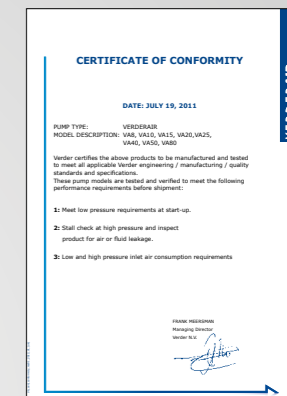 CERTIFICATE OF CONFORMITY
DATE: JULY 19, 2011
PUMP TYPE: VERDERAIR
MODEL DESCRIPTION: VA8, VA10, VA15, VA20,VA25,
VA40, VA50, VA80
Verder certifies the above products to be manufactured and tested
to meet all applicable Verder engineering / manufacturing / quality
standards and specifications.
These pump models are tested and verified to meet the following
performance requirements before shipment:
1: Meet low pressure requirements at start-up.
2: Stall check at high pressure and inspect
product for air or fluid leakage.
3: Low and high pressure inlet air consumption requirements
FRANK MEERSMAN
Managing Director
Verder N.V.